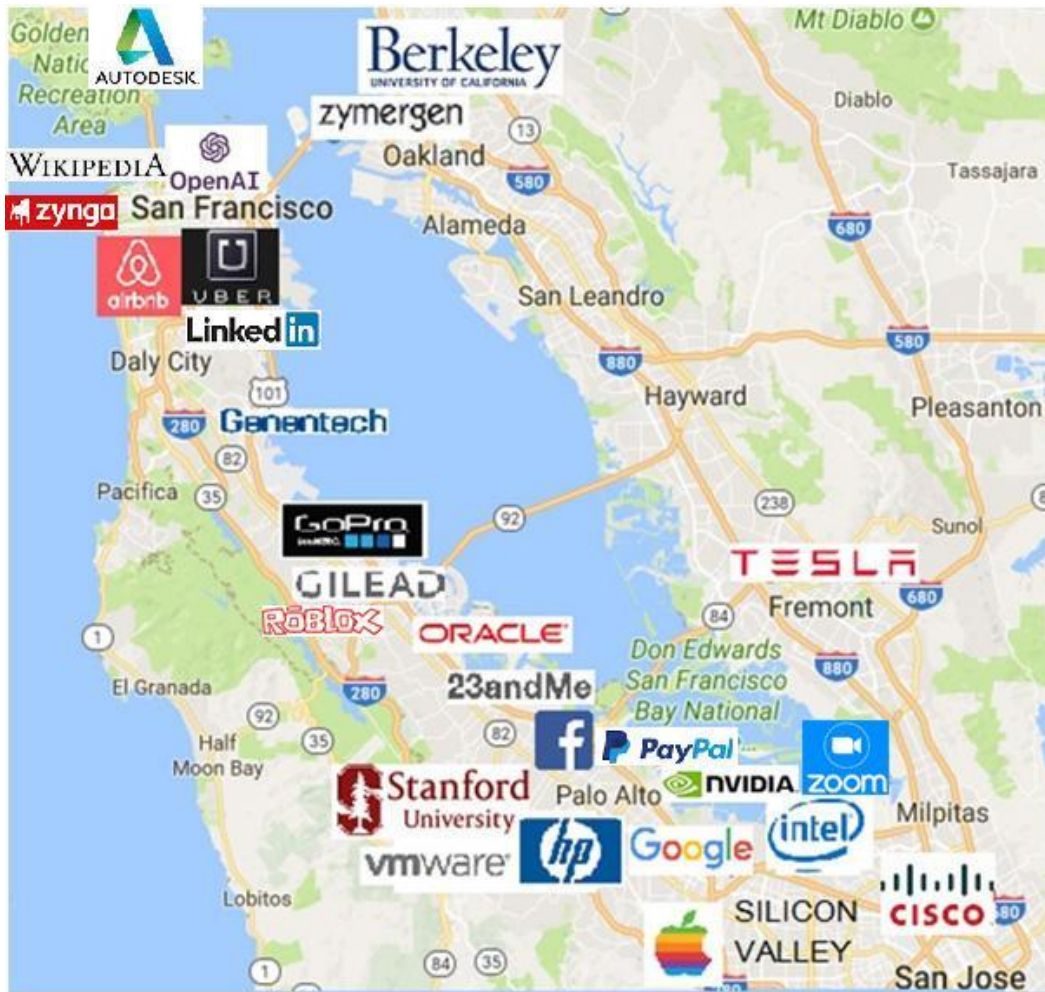 Golden
Natio
Recreation
Area
AUTODESK
Berkeley
UNIVERSITY OF CALIFORNIA
Mt Diablo
Diablo
zymergen
13
Oakland
580
Tassajara
WIKIPEDIA
OpenAI
zynga
San Francisco
Alameda
680
airbnb
UBER
San Leandro
LinkedIn
580
Daly City
880
101
Hayward
Pleasanton
280
Genentech
82
Pacifica
35
92
238
Sunol
8
GoPro
TESLA
GILEAD
Fremont
680
ROBLOX
ORACLE
84
1
Don Edwards
San Francisco
Bay National
880
El Granada
280
23andMe
92
35
82
f
PayPal
zoom
Half
Moon Bay
Stanford
University
Palo Alto
NVIDIA
Milpitas
vmware
hp
Google
intel
Lobitos
CISCO
680
SILICON
VALLEY
1
84
35
280
San Jose